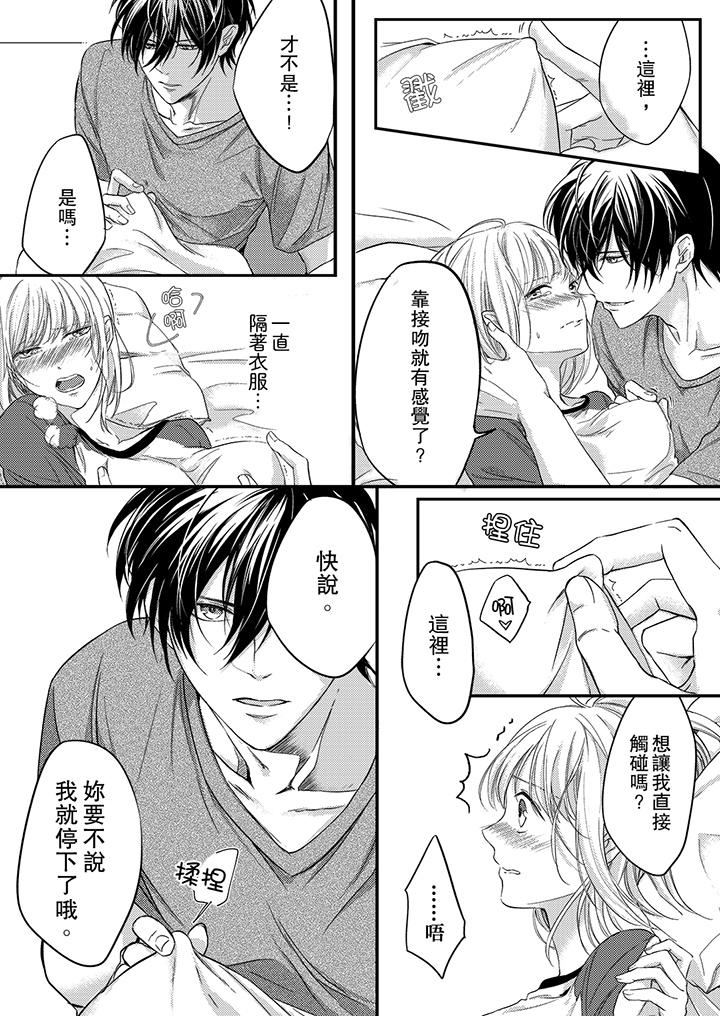 …這裡，
戳
靠接吻就有感覺了？
才不是…！
是嗎…
哈
啊
一直
隔著衣服…
捏住
啊♡
這裡…
想讓我直接
觸碰嗎？
……唔
快說。
妳要不說
我就停下了哦。
揉捏